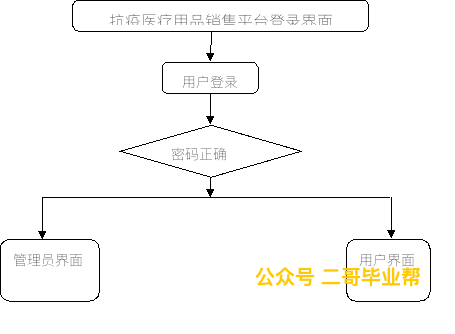 抗疫医疗用品销售平台登录界面
用户登录
密码正确
管理员界面
用户界面
公众号 二哥毕业帮